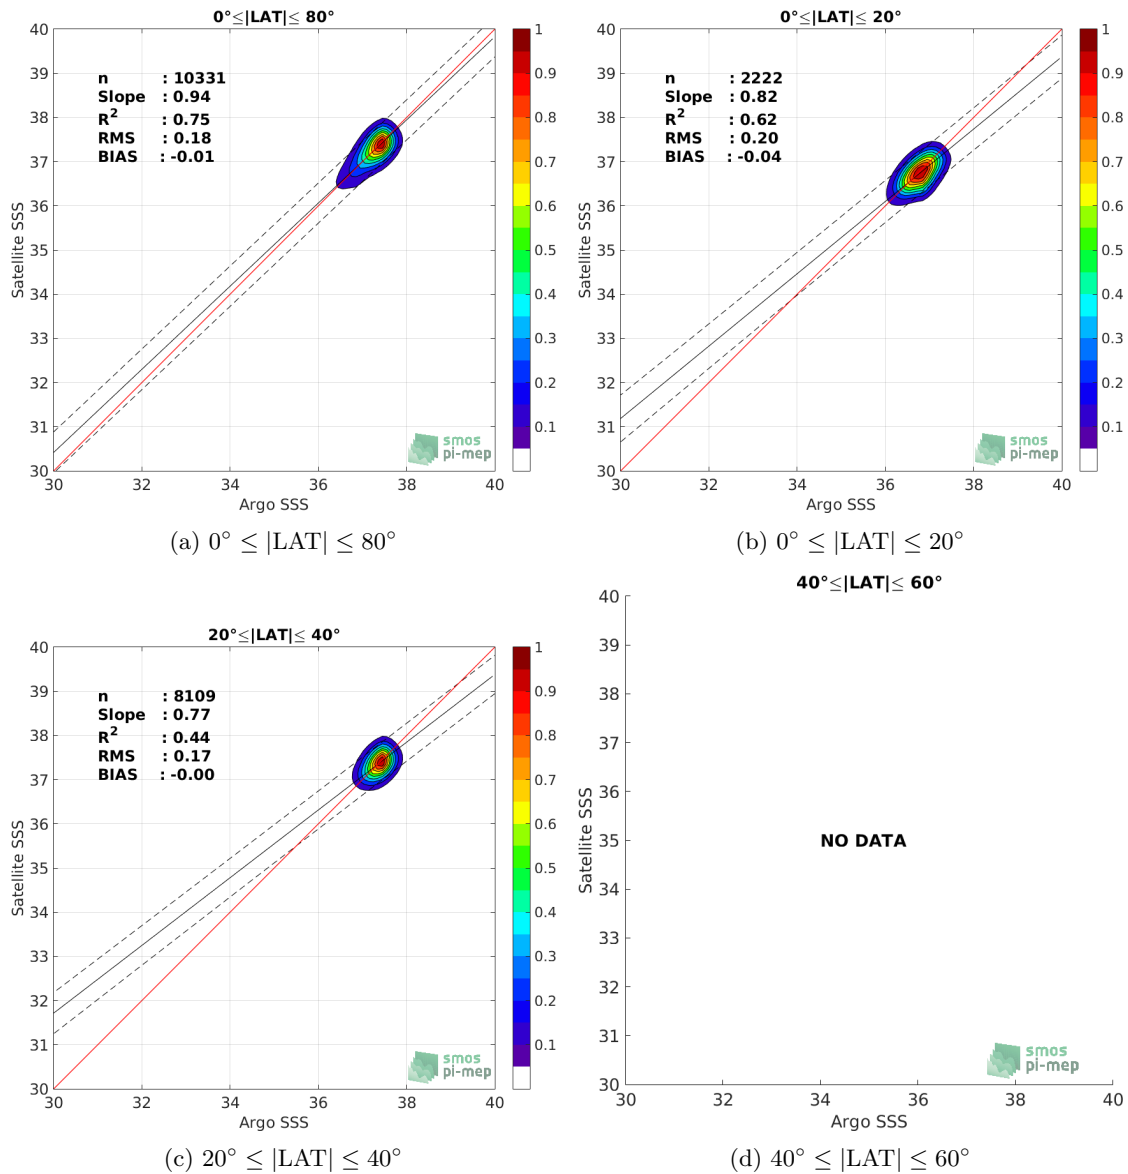 0°≤|LAT|≤ 80°
n : 10331
Slope : 0.94
R2 : 0.75
RMS : 0.18
BIAS : -0.01
Satellite SSS
40
39
38
37
36
35
34
33
32
31
30
30 32 34 36 38 40
Argo SSS
1
0.9
0.8
0.7
0.6
0.5
0.4
0.3
0.2
0.1
smos
pi-mep
(a) 0° ≤ |LAT| ≤ 80°
0°≤|LAT|≤ 20°
n : 2222
Slope : 0.82
R2 : 0.62
RMS : 0.20
BIAS : -0.04
Satellite SSS
40
39
38
37
36
35
34
33
32
31
30
30 32 34 36 38 40
Argo SSS
1
0.9
0.8
0.7
0.6
0.5
0.4
0.3
0.2
0.1
smos
pi-mep
(b) 0° ≤ |LAT| ≤ 20°
20°≤|LAT|≤ 40°
n : 8109
Slope : 0.77
R2 : 0.44
RMS : 0.17
BIAS : -0.00
Satellite SSS
40
39
38
37
36
35
34
33
32
31
30
30 32 34 36 38 40
Argo SSS
1
0.9
0.8
0.7
0.6
0.5
0.4
0.3
0.2
0.1
smos
pi-mep
(c) 20° ≤ |LAT| ≤ 40°
40°≤|LAT|≤ 60°
NO DATA
Satellite SSS
40
39
38
37
36
35
34
33
32
31
30
30 32 34 36 38 40
Argo SSS
smos
pi-mep
(d) 40° ≤ |LAT| ≤ 60°